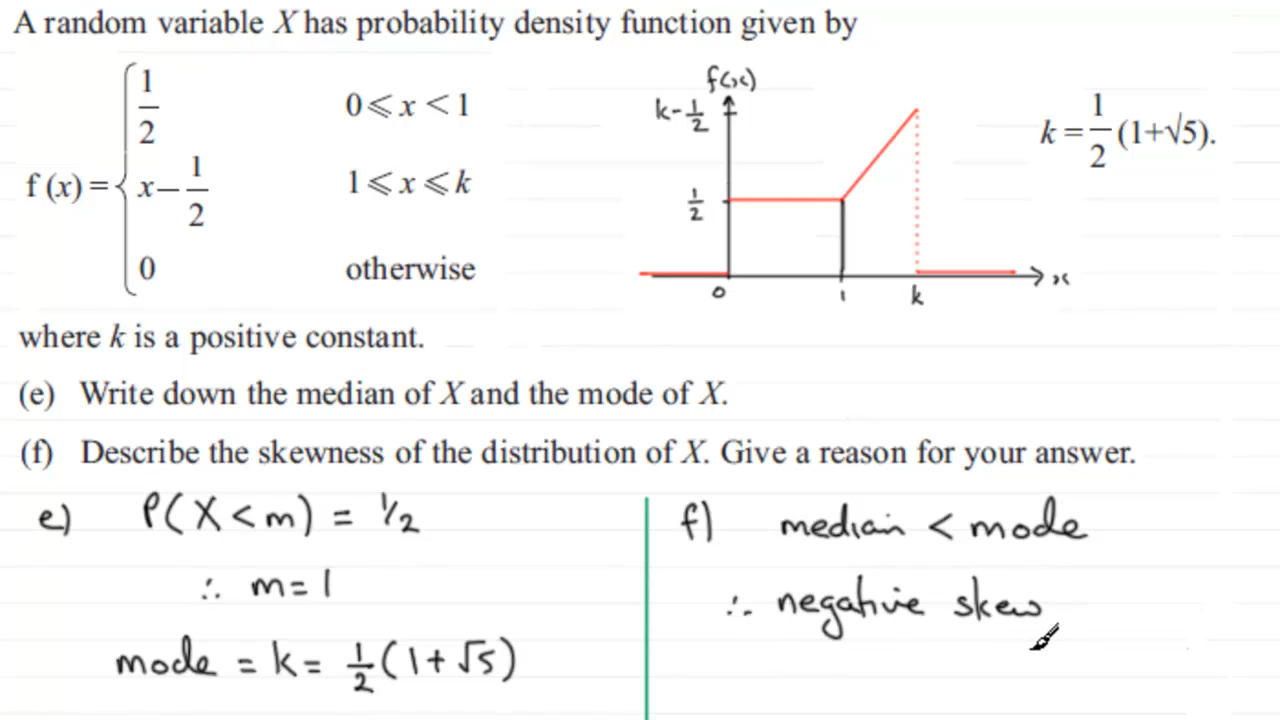 A random variable X has probability density function given by
f (x) = { 1/2 0 ⩽ x < 1
x − 1/2 1 ⩽ x ⩽ k
0 otherwise
f(x)
k - 1/2
1/2
0 1 k x
k = 1/2 (1+√5).
where k is a positive constant.
(e) Write down the median of X and the mode of X.
(f) Describe the skewness of the distribution of X. Give a reason for your answer.
e) P(X < m) = 1/2
∴ m = 1
mode = k = 1/2 (1 + √5)
f) median < mode
∴ negative skew